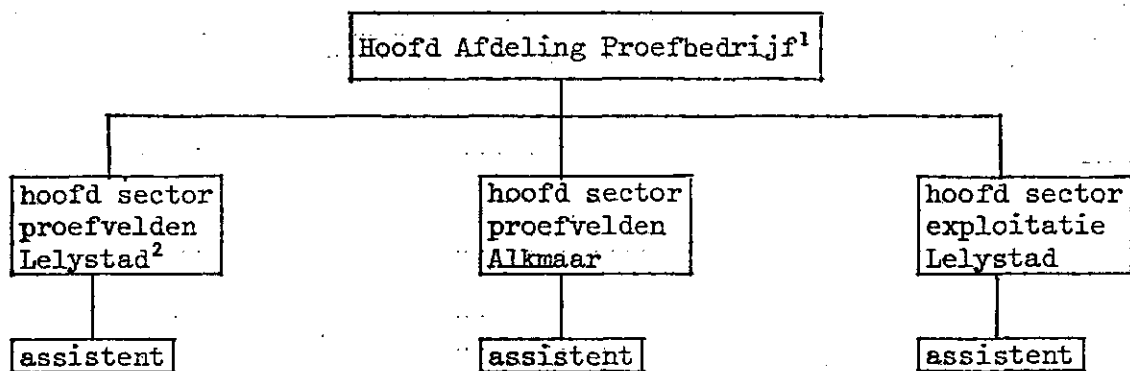 Hoofd Afdeling Proefbedrijf¹
hoofd sector
proefvelden
Lelystad²
hoofd sector
proefvelden
Alkmaar
hoofd sector
exploitatie
Lelystad
assistent
assistent
assistent